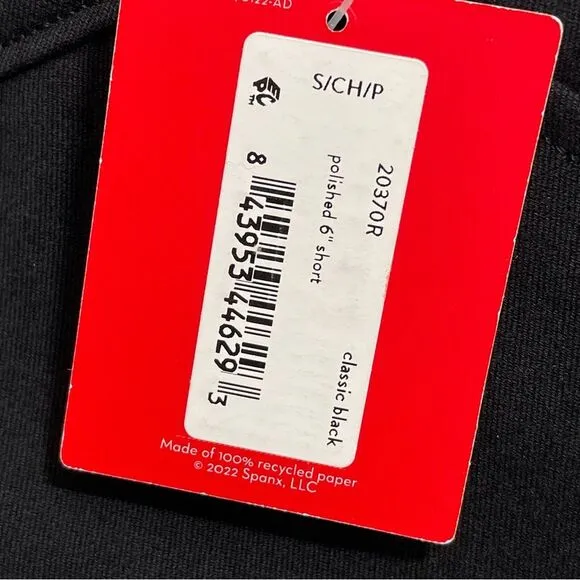 S/CH/P
20370R
polished 6" short
classic black
EPC™
8 43953 44629 3
Made of 100% recycled paper
© 2022 Spanx, LLC